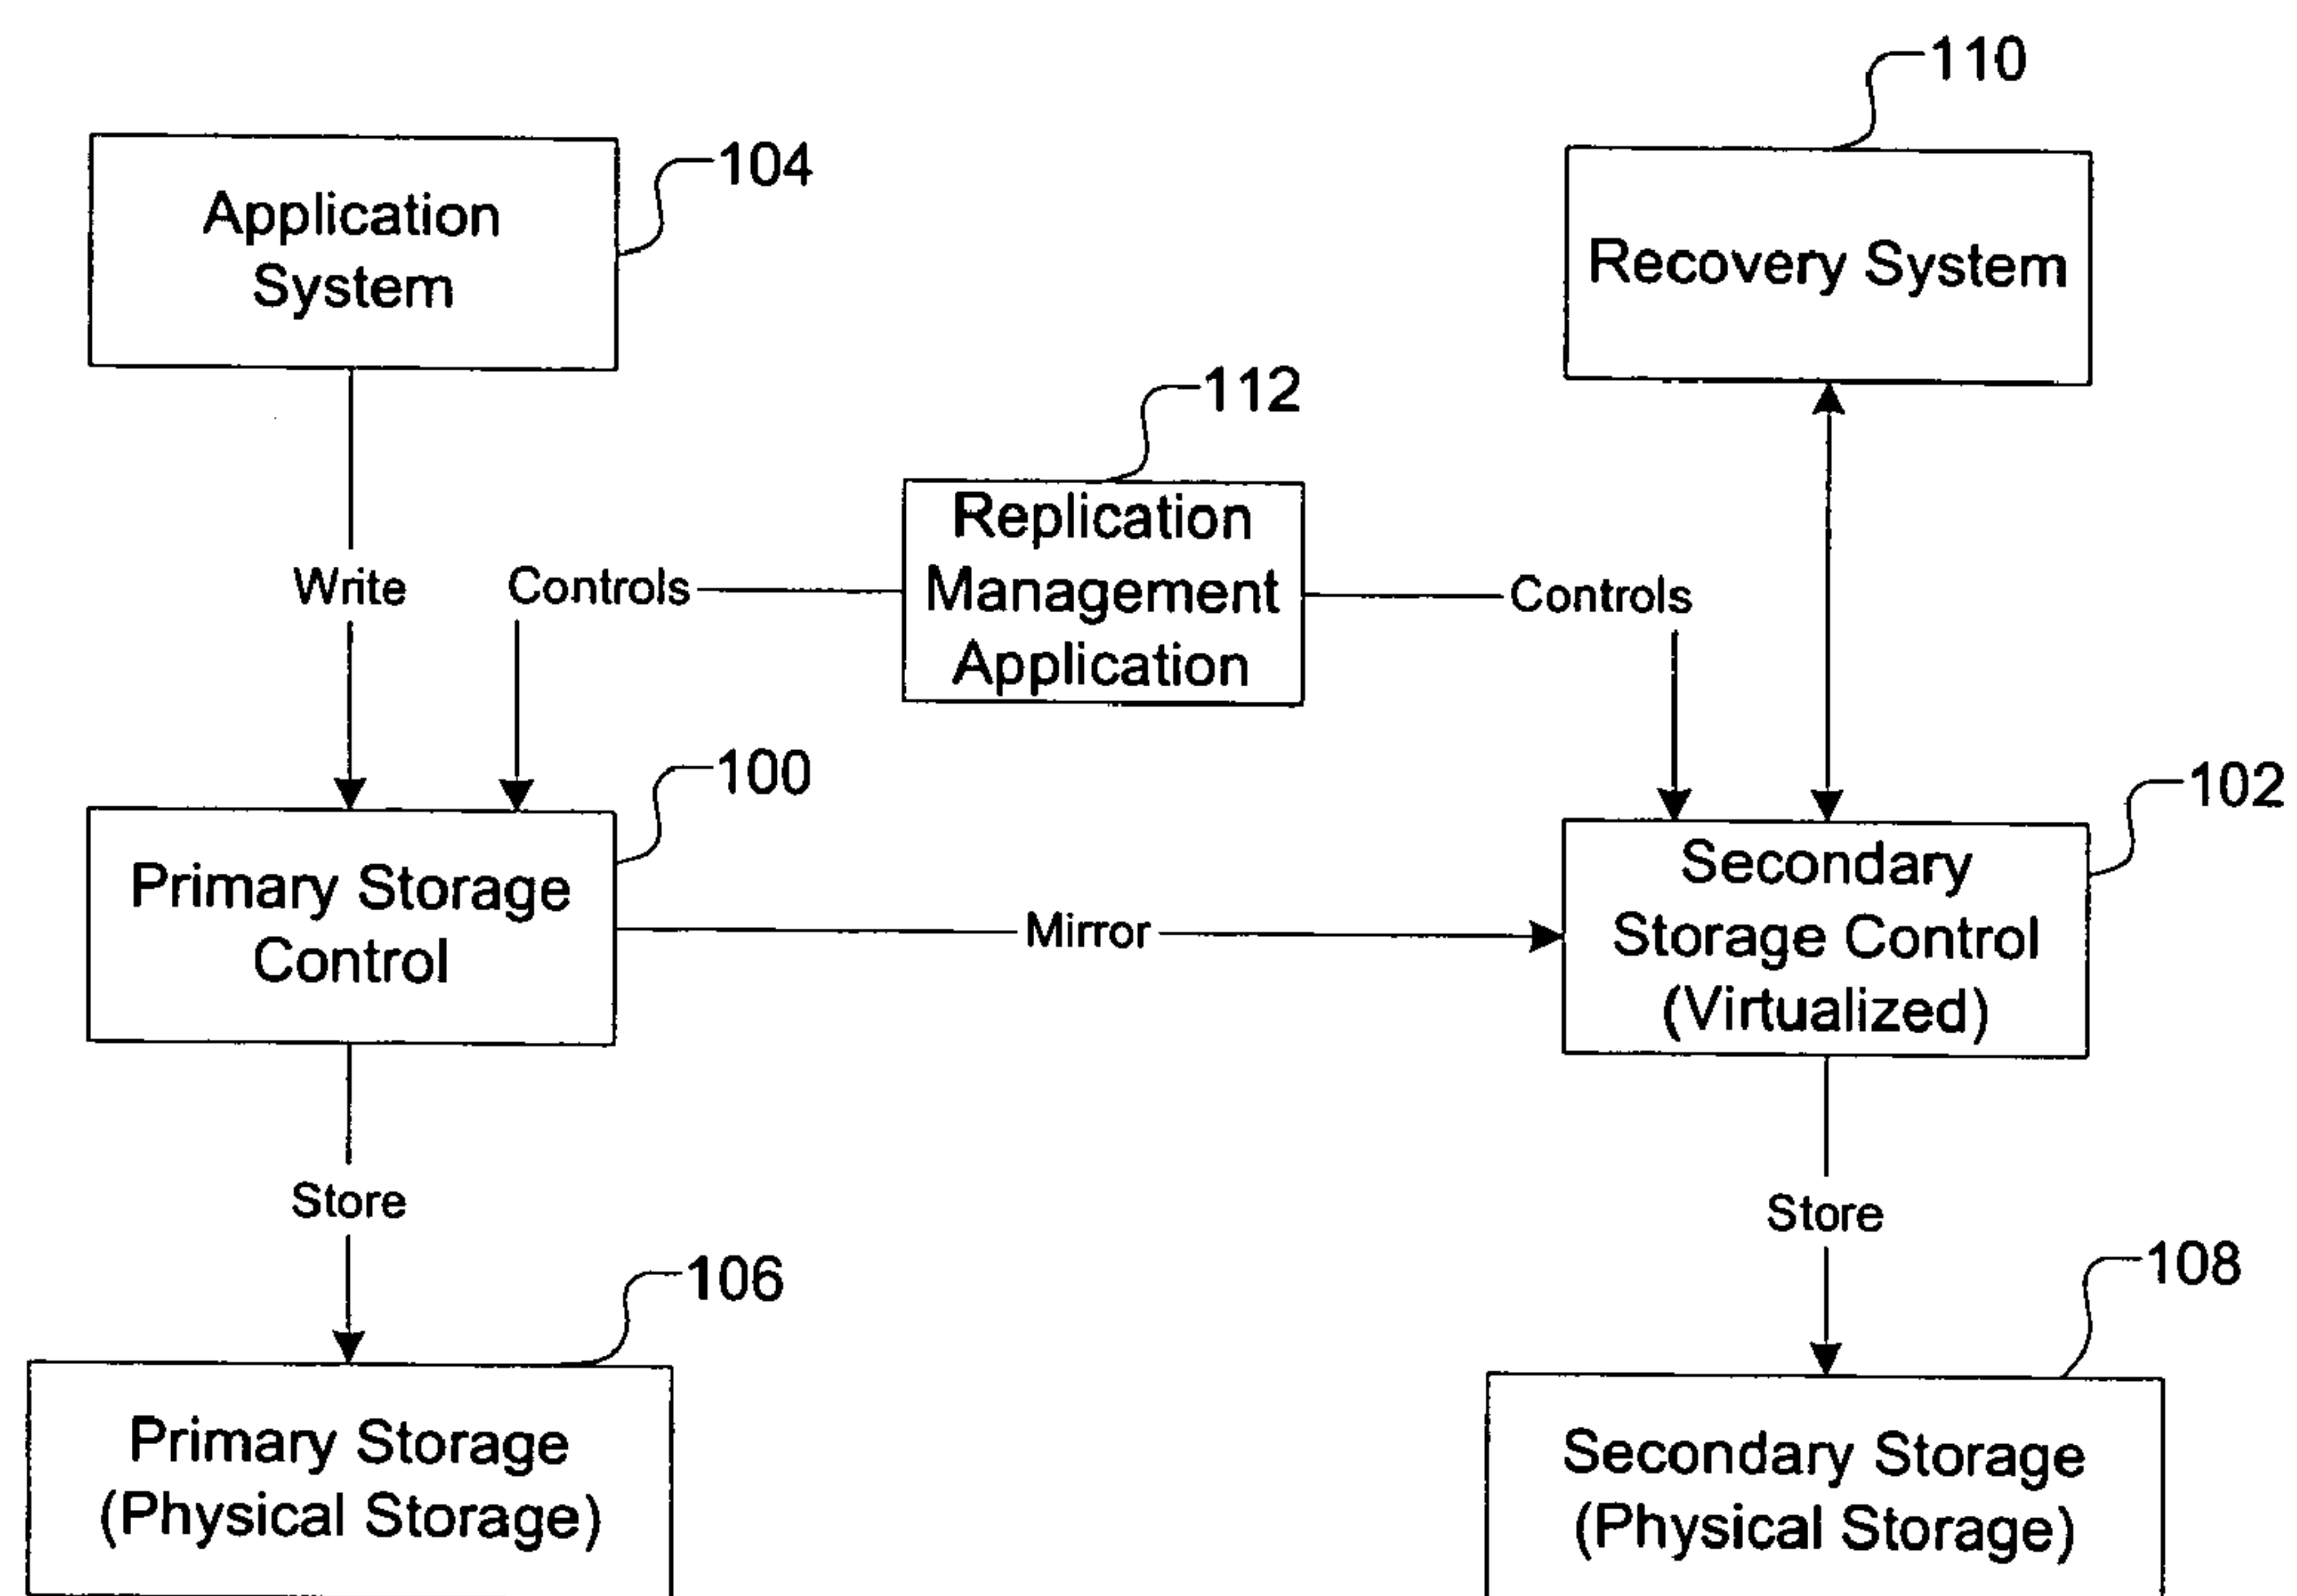 110
104
Application
System
Recovery System
112
Replication
Management
Application
Write
Controls
Controls
100
102
Primary Storage
Control
Secondary
Storage Control
(Virtualized)
Mirror
Store
Store
106
108
Primary Storage
(Physical Storage)
Secondary Storage
(Physical Storage)